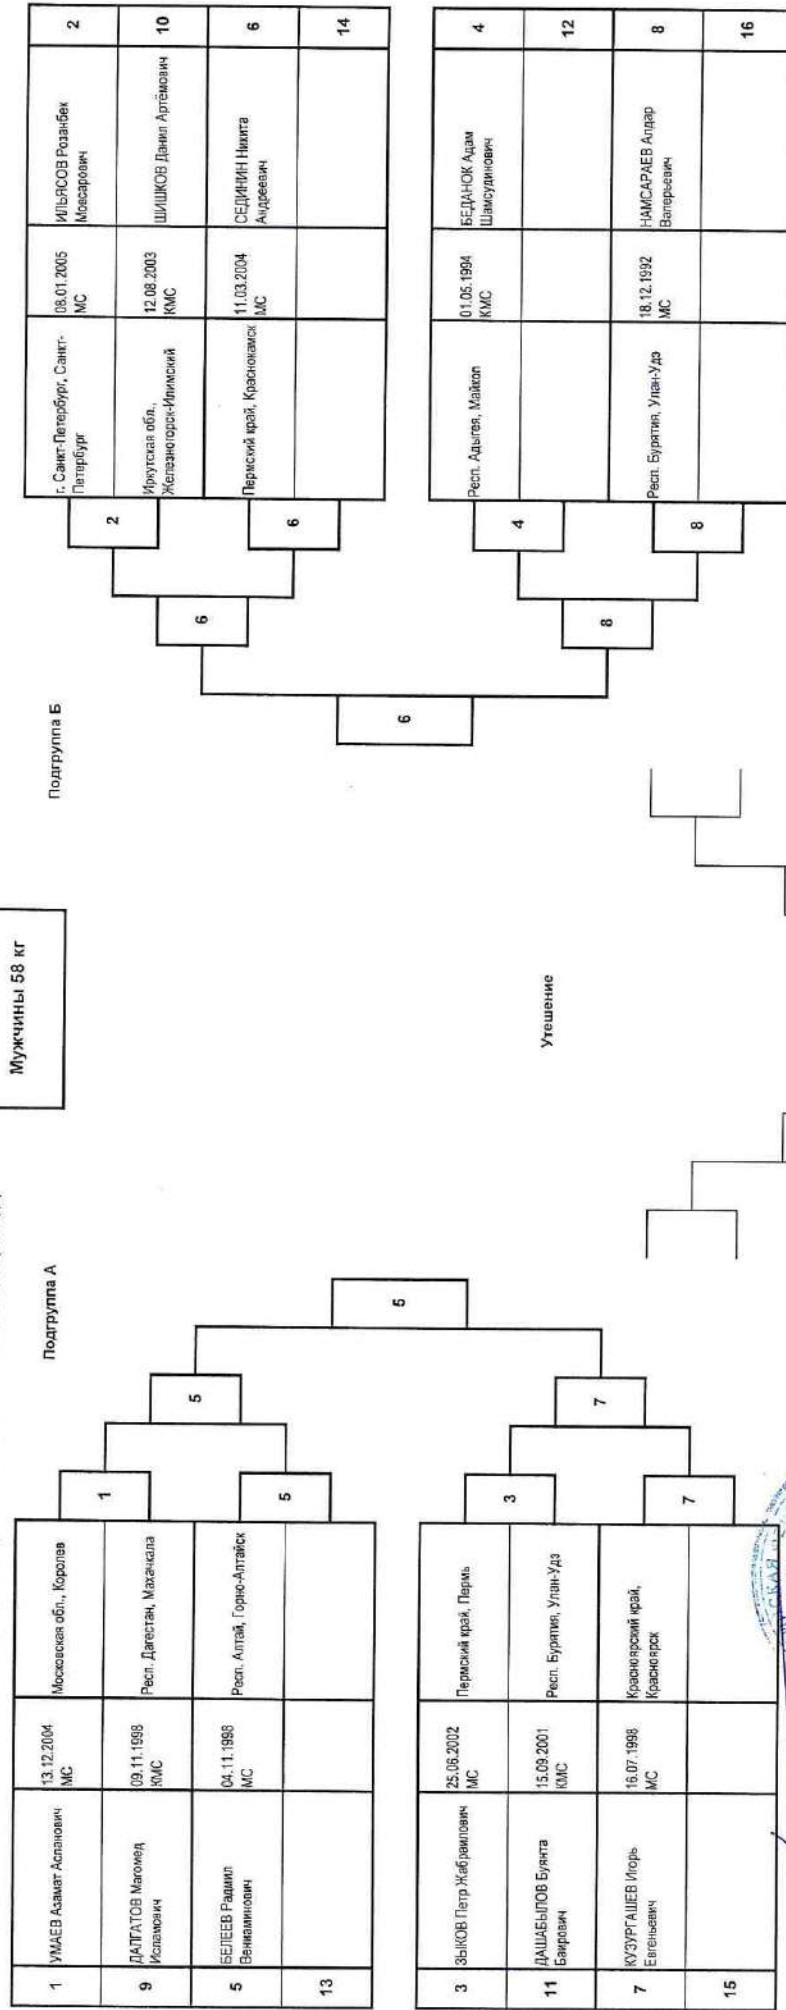 Мужчины 58 кг
Подгруппа А
Подгруппа Б
1
УМАЕВ Азамат Асланович
13.12.2004
МС
Московская обл., Королев
9
ДАЛГАТОВ Магомед
Исламович
09.11.1998
КМС
Респ. Дагестан, Махачкала
5
БЕЛЕЕВ Радмил
Вениаминович
04.11.1998
МС
Респ. Алтай, Горно-Алтайск
13
1
5
5
5
3
ЗЫКОВ Петр Жабраилович
25.06.2002
МС
Пермский край, Пермь
11
ДАШАБЫЛОВ Буянта
Баирович
15.09.2001
КМС
Респ. Бурятия, Улан-Удэ
7
КУЗУРГАШЕВ Игорь
Евгеньевич
16.07.1998
МС
Красноярский край,
Красноярск
15
3
7
7
г. Санкт-Петербург, Санкт-
Петербург
08.01.2005
МС
ИЛЬЯСОВ Розанбек
Мовсарович
2
Иркутская обл.,
Железногорск-Илимский
12.08.2003
КМС
ШИШКОВ Данил Артёмович
10
Пермский край, Краснокамск
11.03.2004
МС
СЕДИНИН Никита
Андреевич
6
14
2
6
6
6
Респ. Адыгея, Майкоп
01.05.1994
КМС
БЕДАНОК Адам
Шамсудинович
4
12
Респ. Бурятия, Улан-Удэ
18.12.1992
МС
НАМСАРАЕВ Алдар
Валерьевич
8
16
4
8
8
Утешение